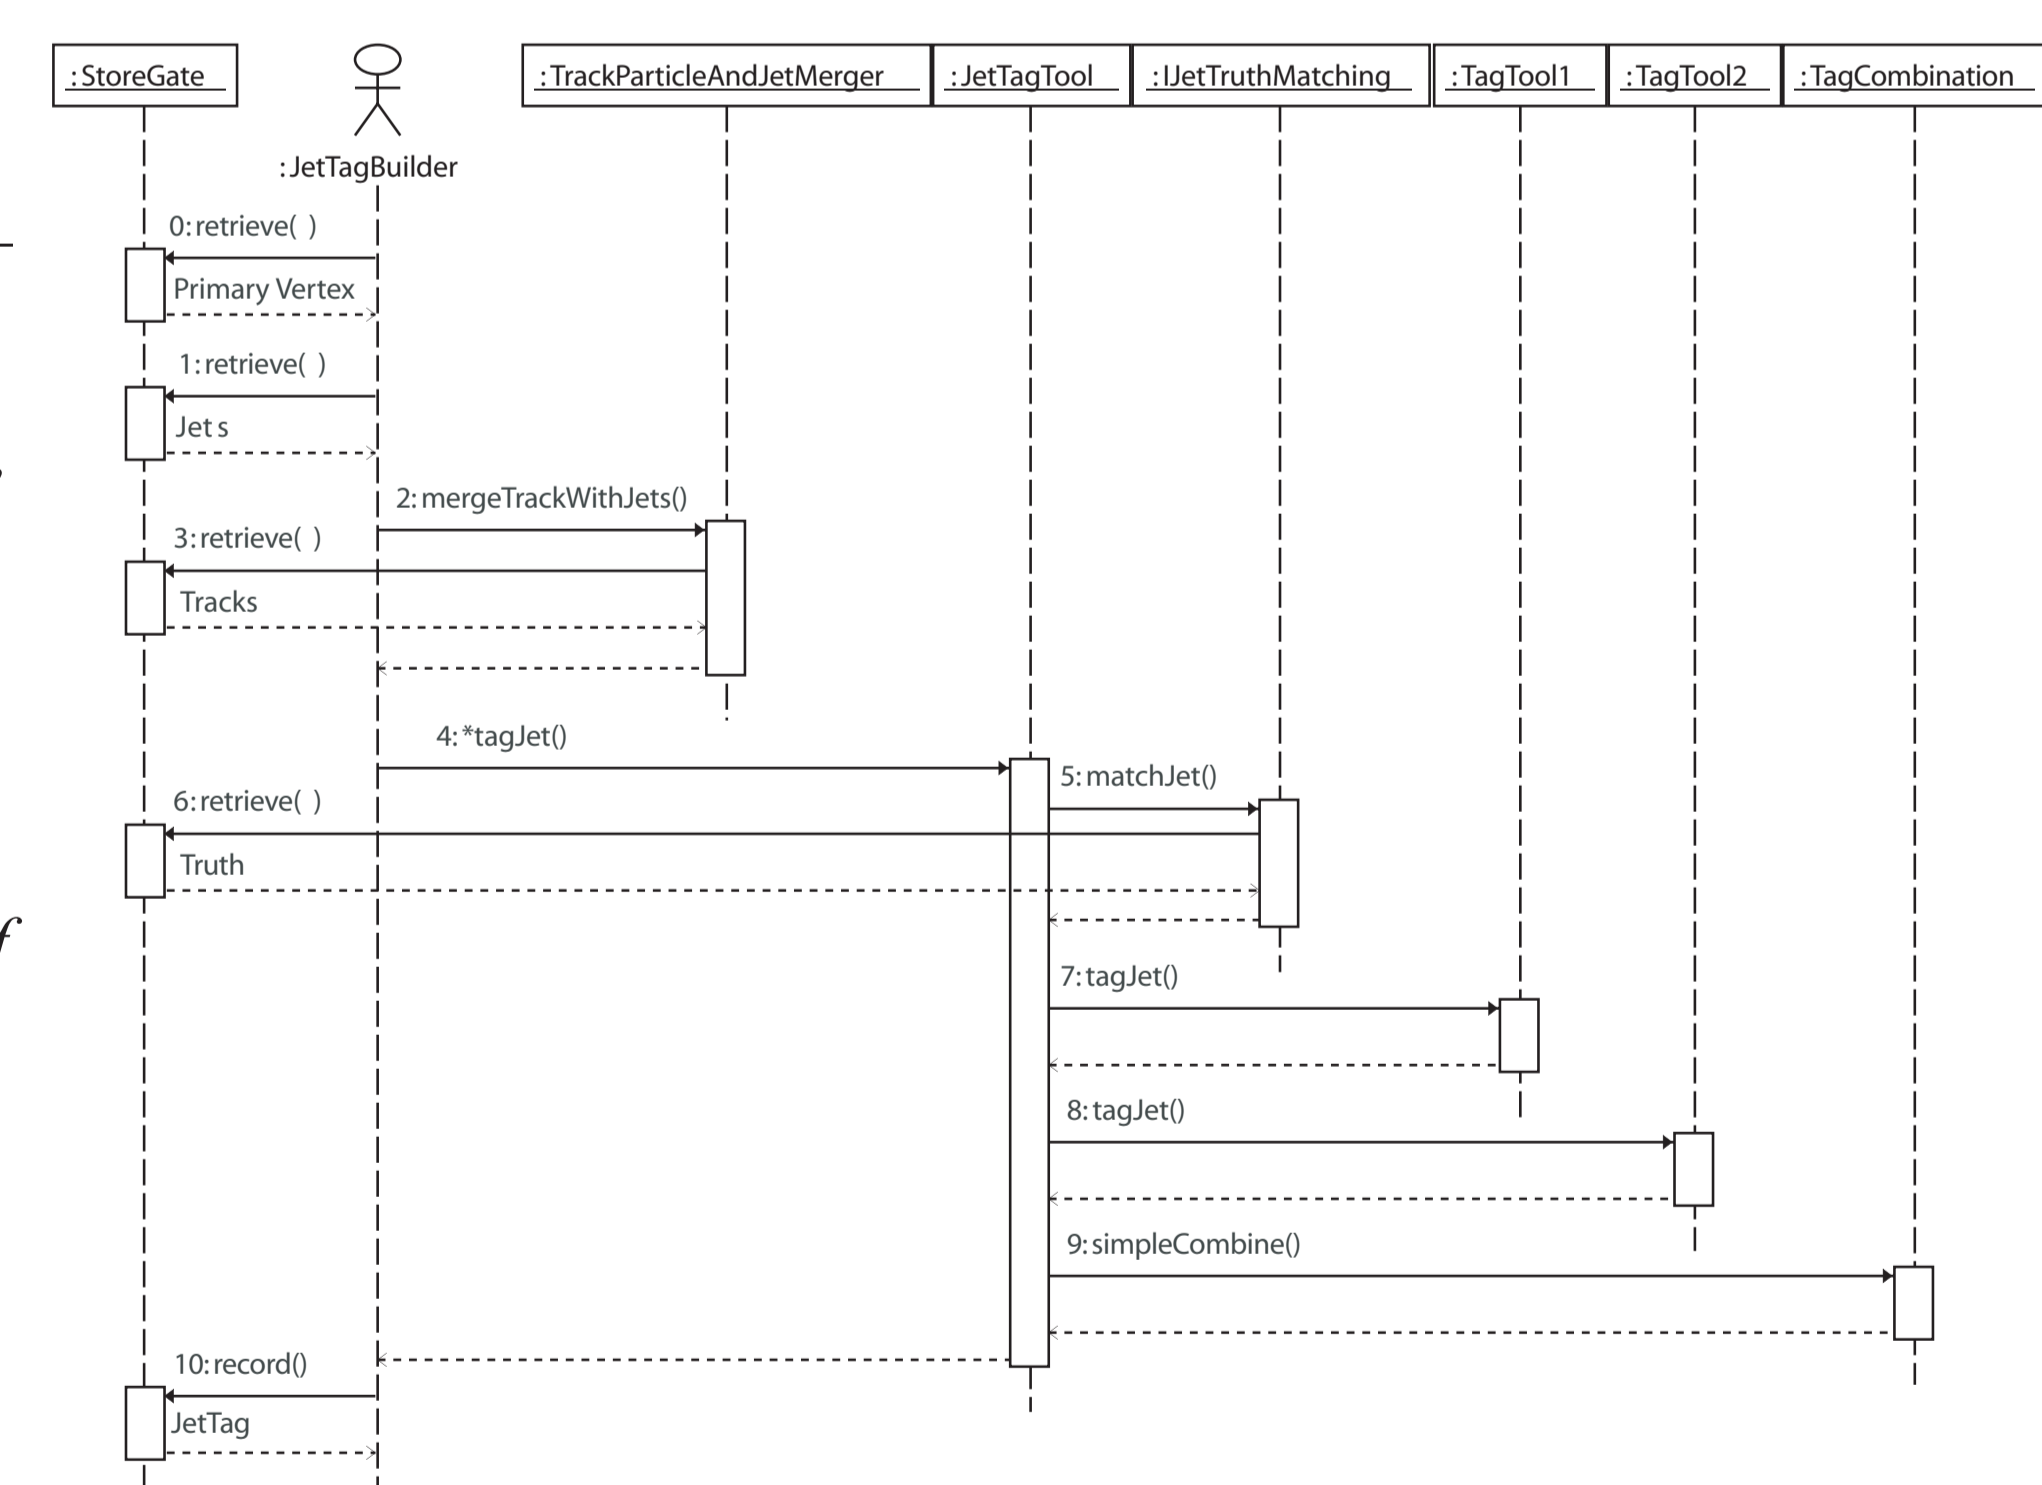 :StoreGate
:TrackParticleAndJetMerger
:JetTagTool
:IJetTruthMatching
:TagTool1
:TagTool2
:TagCombination
:JetTagBuilder
0:retrieve( )
Primary Vertex
1:retrieve( )
Jet s
2:mergeTrackWithJets()
3:retrieve( )
Tracks
4:*tagJet()
5:matchJet()
6:retrieve( )
Truth
f
7:tagJet()
8:tagJet()
9:simpleCombine()
10:record()
JetTag